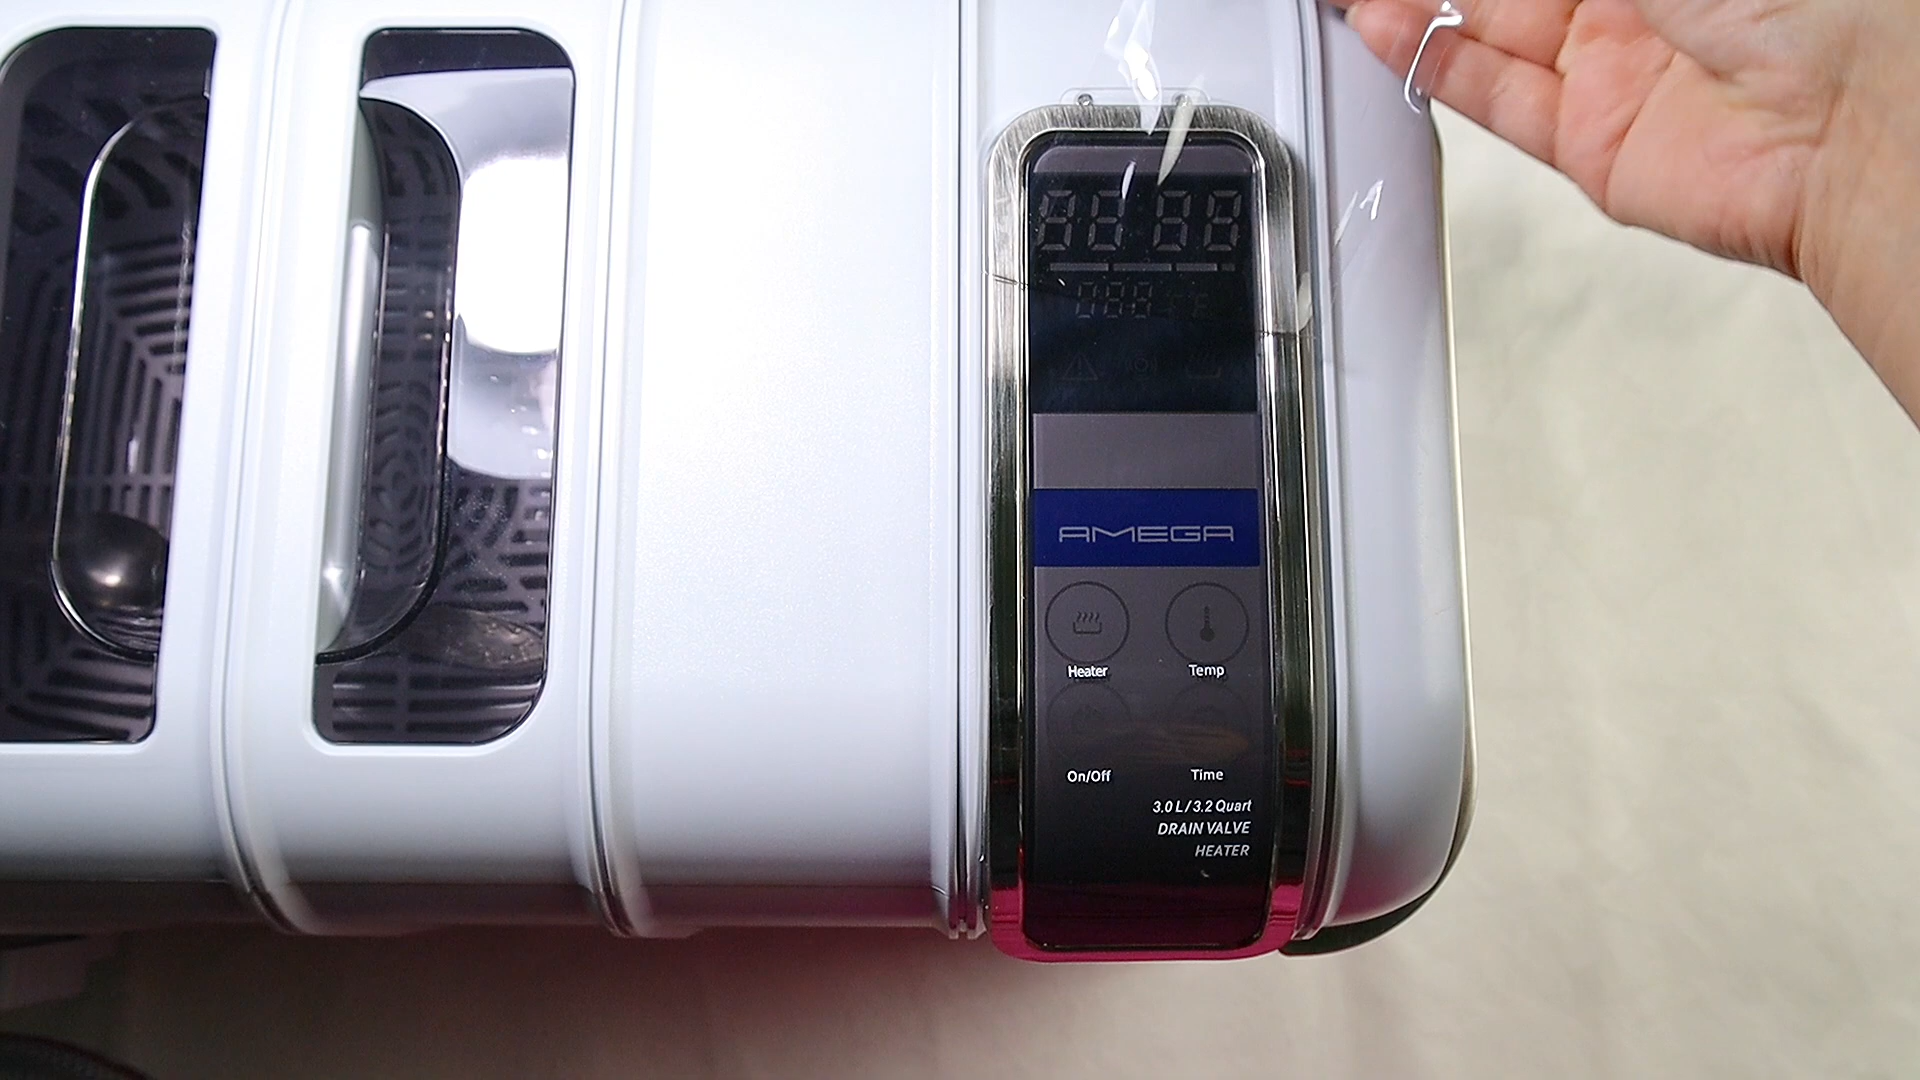 AMEGA
Heater Temp
On/Off Time
3.0 L / 3.2 Quart
DRAIN VALVE
HEATER